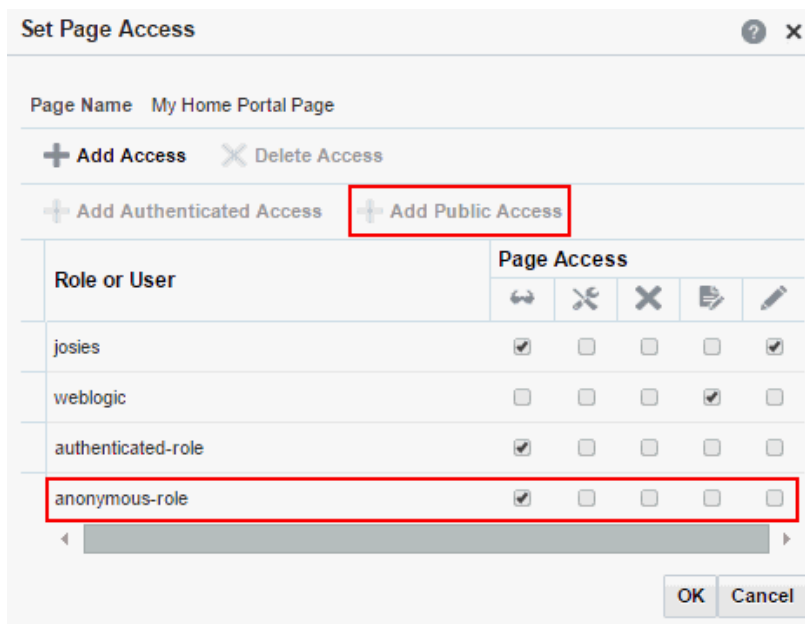 Set Page Access
Page Name My Home Portal Page
Add Access Delete Access
Add Authenticated Access Add Public Access
Role or User Page Access
josies
weblogic
authenticated-role
anonymous-role
OK Cancel